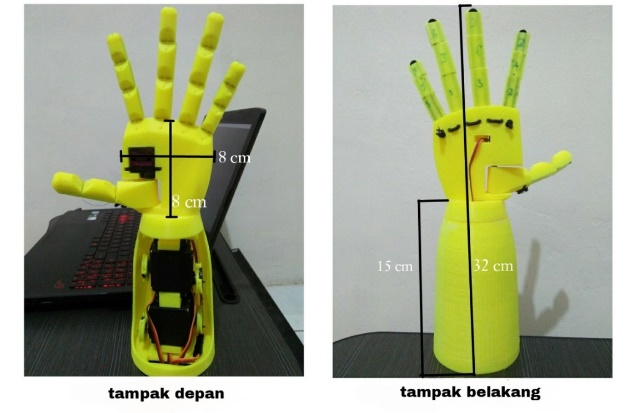 8 cm
8 cm
15 cm
32 cm
tampak depan
tampak belakang